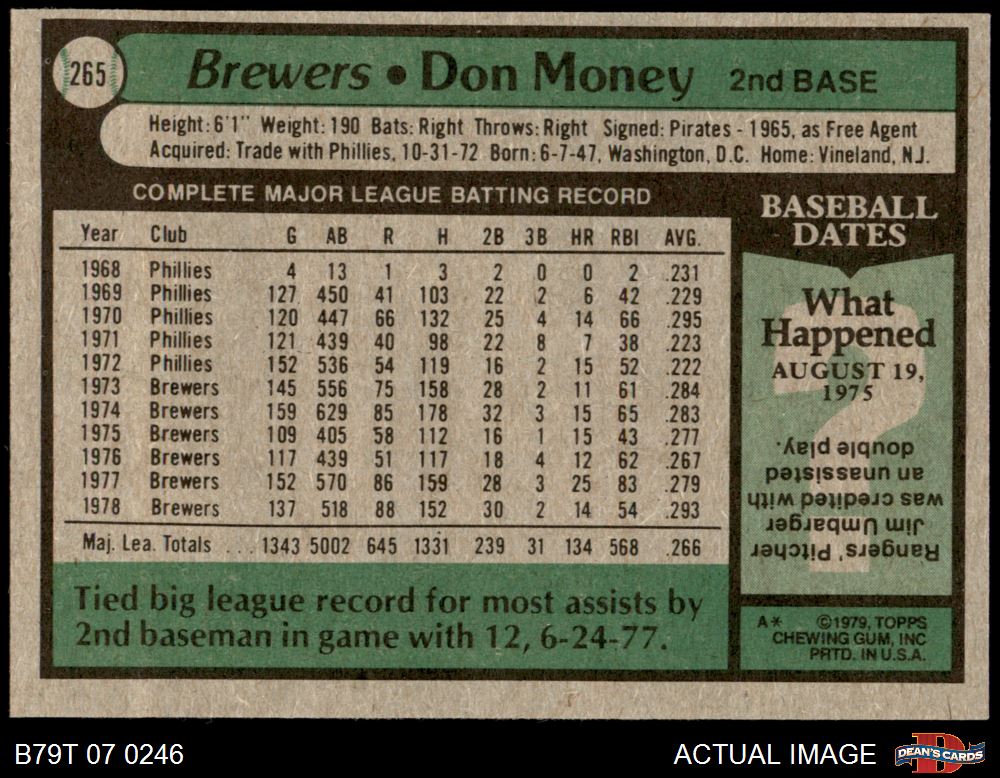 265
Brewers • Don Money 2nd BASE
Height: 6'1" Weight: 190 Bats: Right Throws: Right Signed: Pirates - 1965, as Free Agent
Acquired: Trade with Phillies, 10-31-72 Born: 6-7-47, Washington, D.C. Home: Vineland, N.J.
COMPLETE MAJOR LEAGUE BATTING RECORD
Year Club G AB R H 2B 3B HR RBI AVG.
1968 Phillies 4 13 1 3 2 0 0 2 .231
1969 Phillies 127 450 41 103 22 2 6 42 .229
1970 Phillies 120 447 66 132 25 4 14 66 .295
1971 Phillies 121 439 40 98 22 8 7 38 .223
1972 Phillies 152 536 54 119 16 2 15 52 .222
1973 Brewers 145 556 75 158 28 2 11 61 .284
1974 Brewers 159 629 85 178 32 3 15 65 .283
1975 Brewers 109 405 58 112 16 1 15 43 .277
1976 Brewers 117 439 51 117 18 4 12 62 .267
1977 Brewers 152 570 86 159 28 3 25 83 .279
1978 Brewers 137 518 88 152 30 2 14 54 .293
Maj. Lea. Totals ... 1343 5002 645 1331 239 31 134 568 .266
Tied big league record for most assists by
2nd baseman in game with 12, 6-24-77.
BASEBALL
DATES
What
Happened
AUGUST 19,
1975
Rangers' Pitcher
Jim Umbarger
was credited with
an unassisted
double play.
A* ©1979, TOPPS
CHEWING GUM, INC
PRTD. IN U.S.A.
B79T 07 0246
ACTUAL IMAGE
DEAN'S CARDS